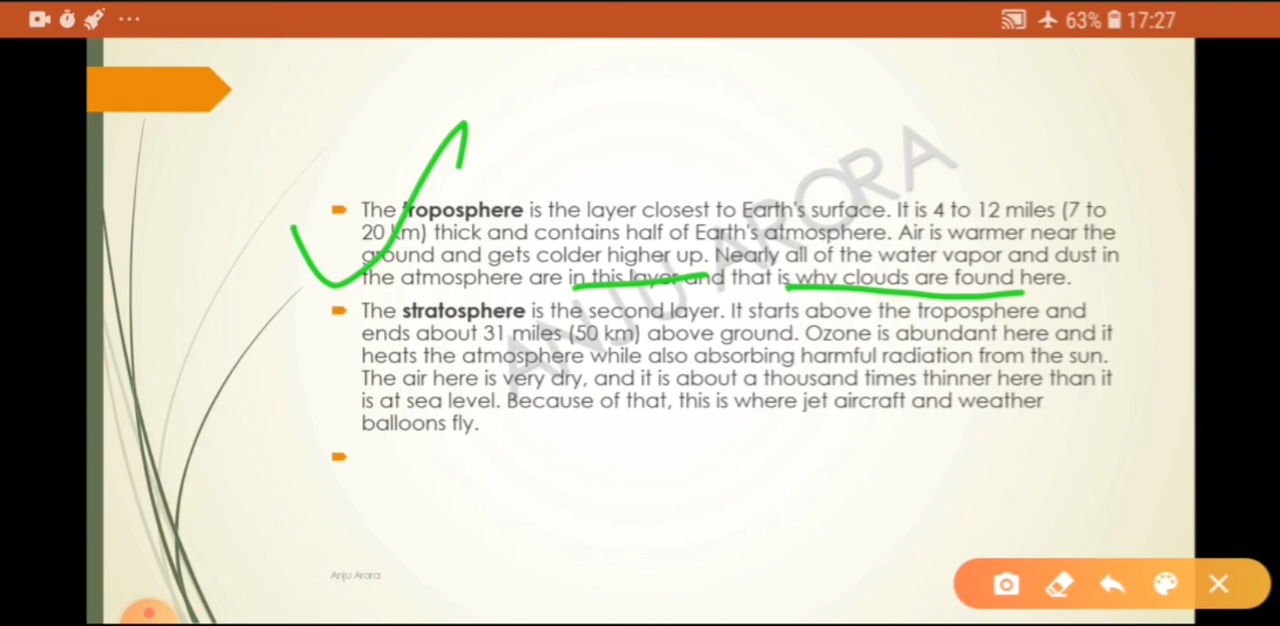 63% 17:27
The troposphere is the layer closest to Earth's surface. It is 4 to 12 miles (7 to
20 km) thick and contains half of Earth's atmosphere. Air is warmer near the
ground and gets colder higher up. Nearly all of the water vapor and dust in
the atmosphere are in this layer and that is why clouds are found here.
The stratosphere is the second layer. It starts above the troposphere and
ends about 31 miles (50 km) above ground. Ozone is abundant here and it
heats the atmosphere while also absorbing harmful radiation from the sun.
The air here is very dry, and it is about a thousand times thinner here than it
is at sea level. Because of that, this is where jet aircraft and weather
balloons fly.
ANJU ARORA
Anju Arora